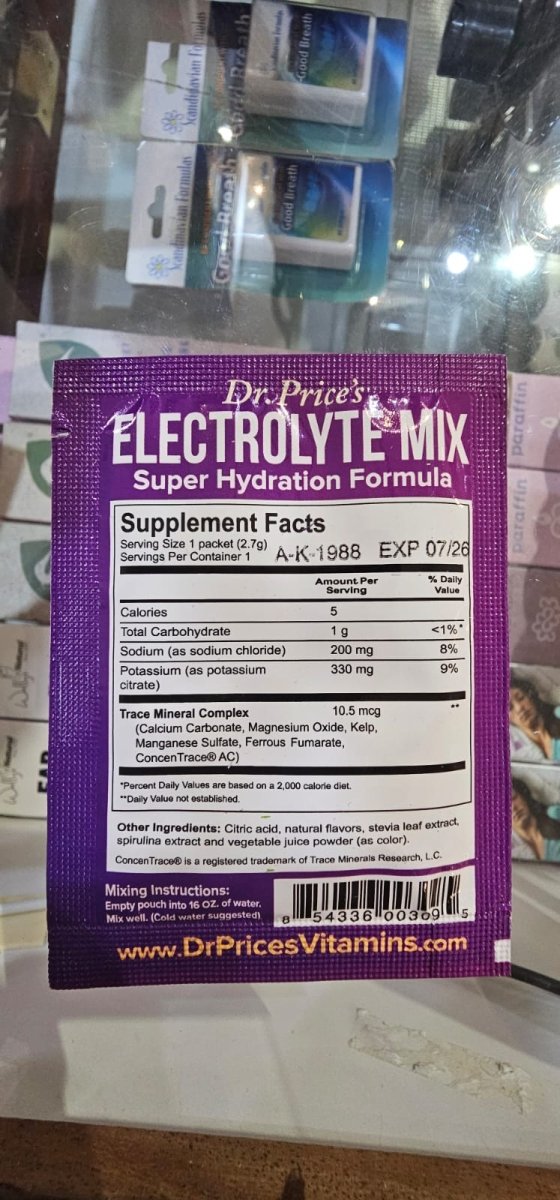 Scandinavian Formulas
Good Breath
Good Breath
Scandinavian Formulas
Good Breath
Good Breath
paraffin
paraffin
Dr. Price's
ELECTROLYTE MIX
Super Hydration Formula
Supplement Facts
Serving Size 1 packet (2.7g)
Servings Per Container 1
A-K-1988 EXP 07/26
Amount Per Serving % Daily Value
Calories 5
Total Carbohydrate 1 g <1%*
Sodium (as sodium chloride) 200 mg 8%
Potassium (as potassium citrate) 330 mg 9%
Trace Mineral Complex 10.5 mcg **
(Calcium Carbonate, Magnesium Oxide, Kelp,
Manganese Sulfate, Ferrous Fumarate,
ConcenTrace® AC)
*Percent Daily Values are based on a 2,000 calorie diet.
**Daily Value not established.
Other Ingredients: Citric acid, natural flavors, stevia leaf extract,
spirulina extract and vegetable juice powder (as color).
ConcenTrace® is a registered trademark of Trace Minerals Research, L.C.
Mixing Instructions:
Empty pouch into 16 OZ. of water.
Mix well. (Cold water suggested)
8 54336 00309 5
www.DrPricesVitamins.com